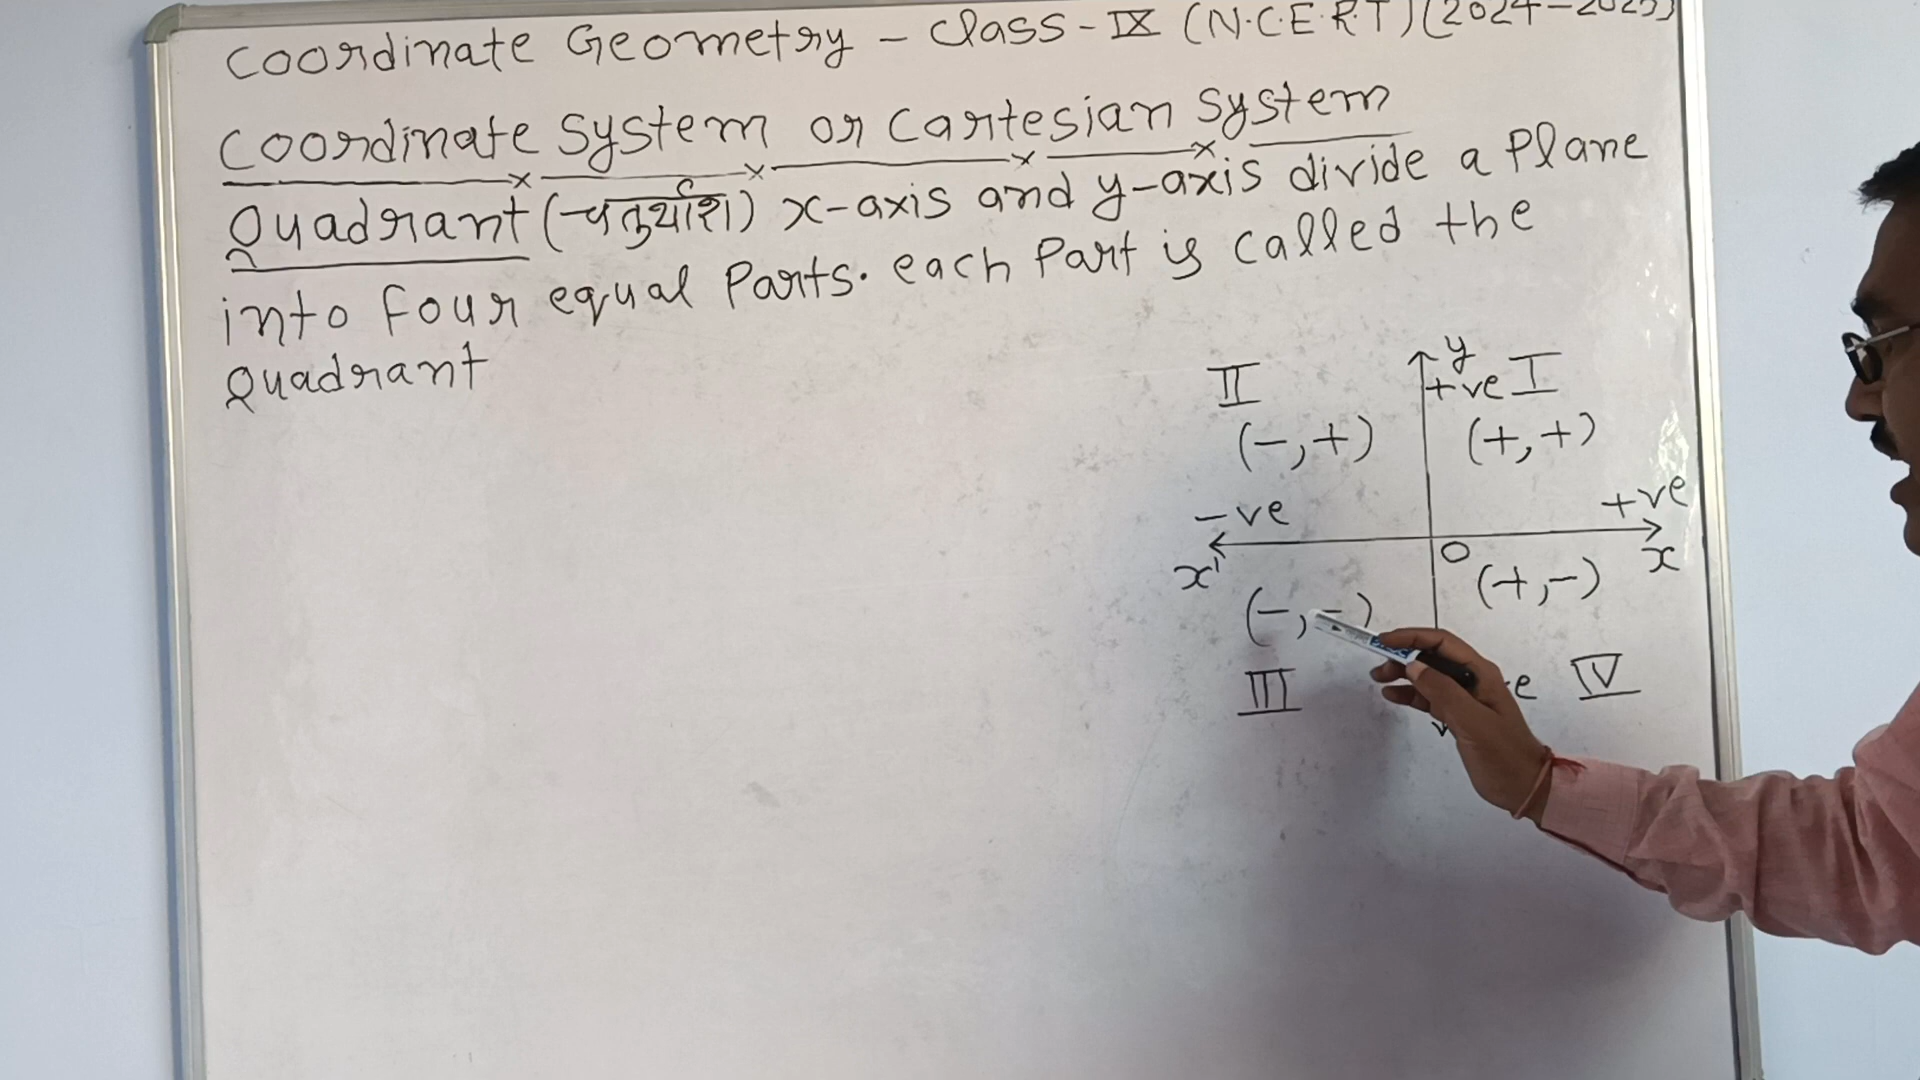 Coordinate Geometry - Class-IX (N.C.E.R.T) (2024-2025)
Coordinate System or Cartesian System
Quadrant (चतुर्थांश) x-axis and y-axis divide a Plane
into four equal Parts. each Part is called the
quadrant
y
II
+ve I
(-,+)
(+,+)
-ve
+ve
x'
O
x
(-,-)
(+,-)
III
IV